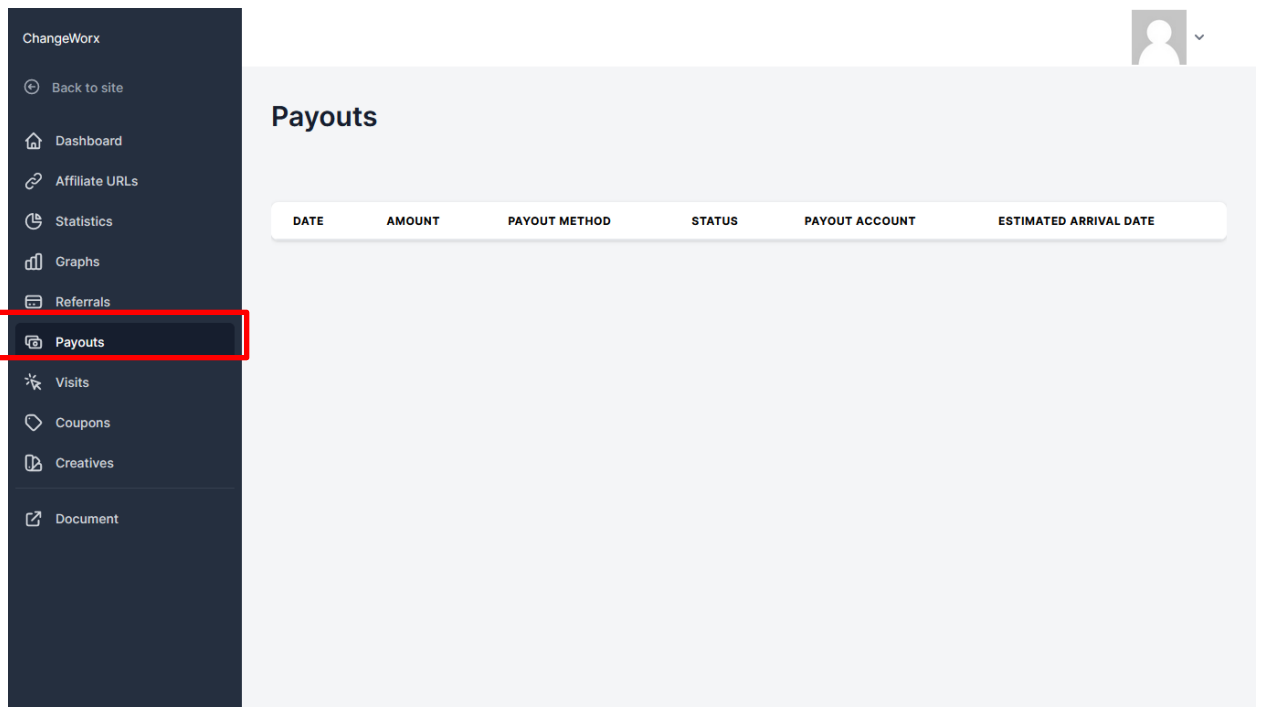 ChangeWorx
Back to site
Dashboard
Affiliate URLs
Statistics
Graphs
Referrals
Payouts
Visits
Coupons
Creatives
Document
Payouts
DATE AMOUNT PAYOUT METHOD STATUS PAYOUT ACCOUNT ESTIMATED ARRIVAL DATE